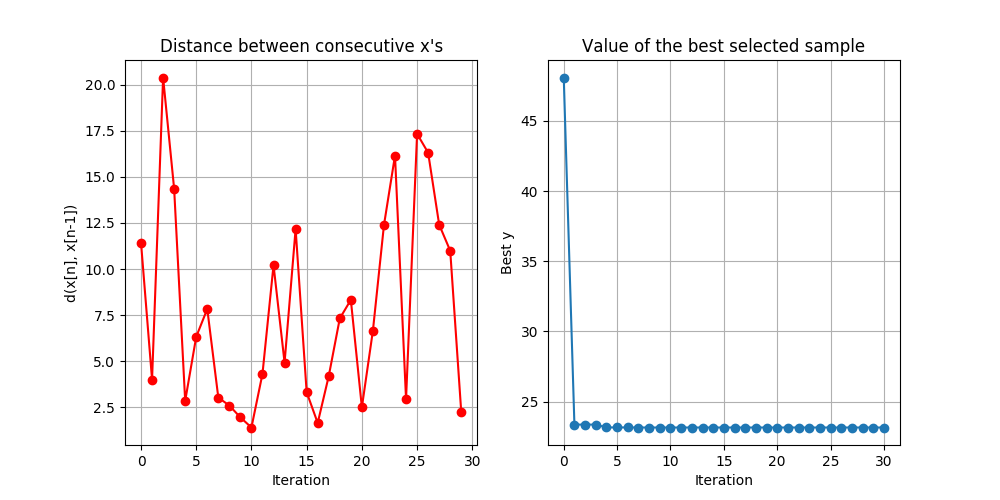 Distance between consecutive x's
d(x[n], x[n-1])
20.0
17.5
15.0
12.5
10.0
7.5
5.0
2.5
0 5 10 15 20 25 30
Iteration
Value of the best selected sample
Best y
45
40
35
30
25
0 5 10 15 20 25 30
Iteration